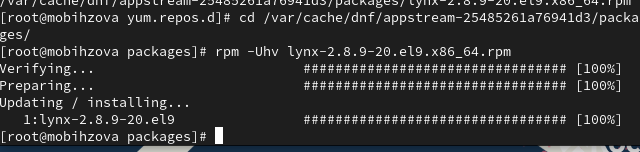 /var/cache/dnf/appstream-25485261a76941d3/packages/lynx-2.8.9-20.el9.x86_64.rpm
[root@mobihzova yum.repos.d]# cd /var/cache/dnf/appstream-25485261a76941d3/packa
ges/
[root@mobihzova packages]# rpm -Uhv lynx-2.8.9-20.el9.x86_64.rpm
Verifying... ################################# [100%]
Preparing... ################################# [100%]
Updating / installing...
1:lynx-2.8.9-20.el9 ################################# [100%]
[root@mobihzova packages]#